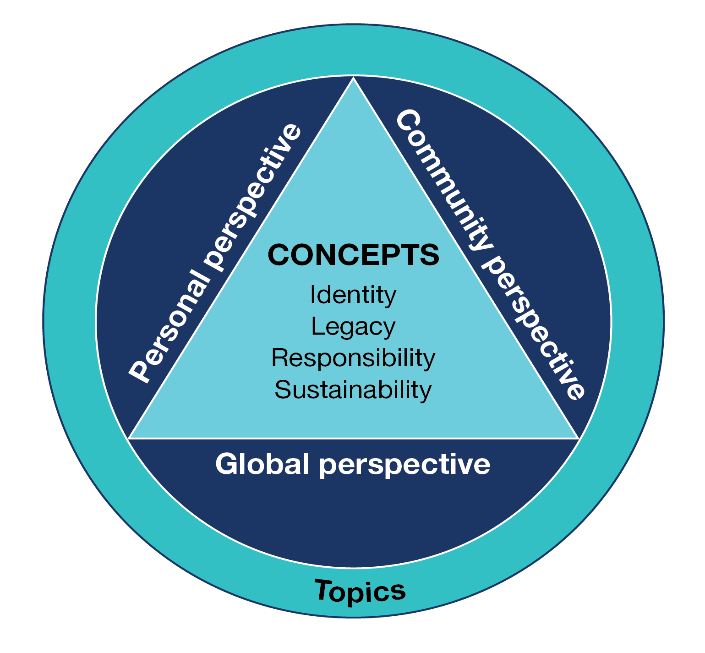 Personal perspective
Community perspective
CONCEPTS
Identity
Legacy
Responsibility
Sustainability
Global perspective
Topics